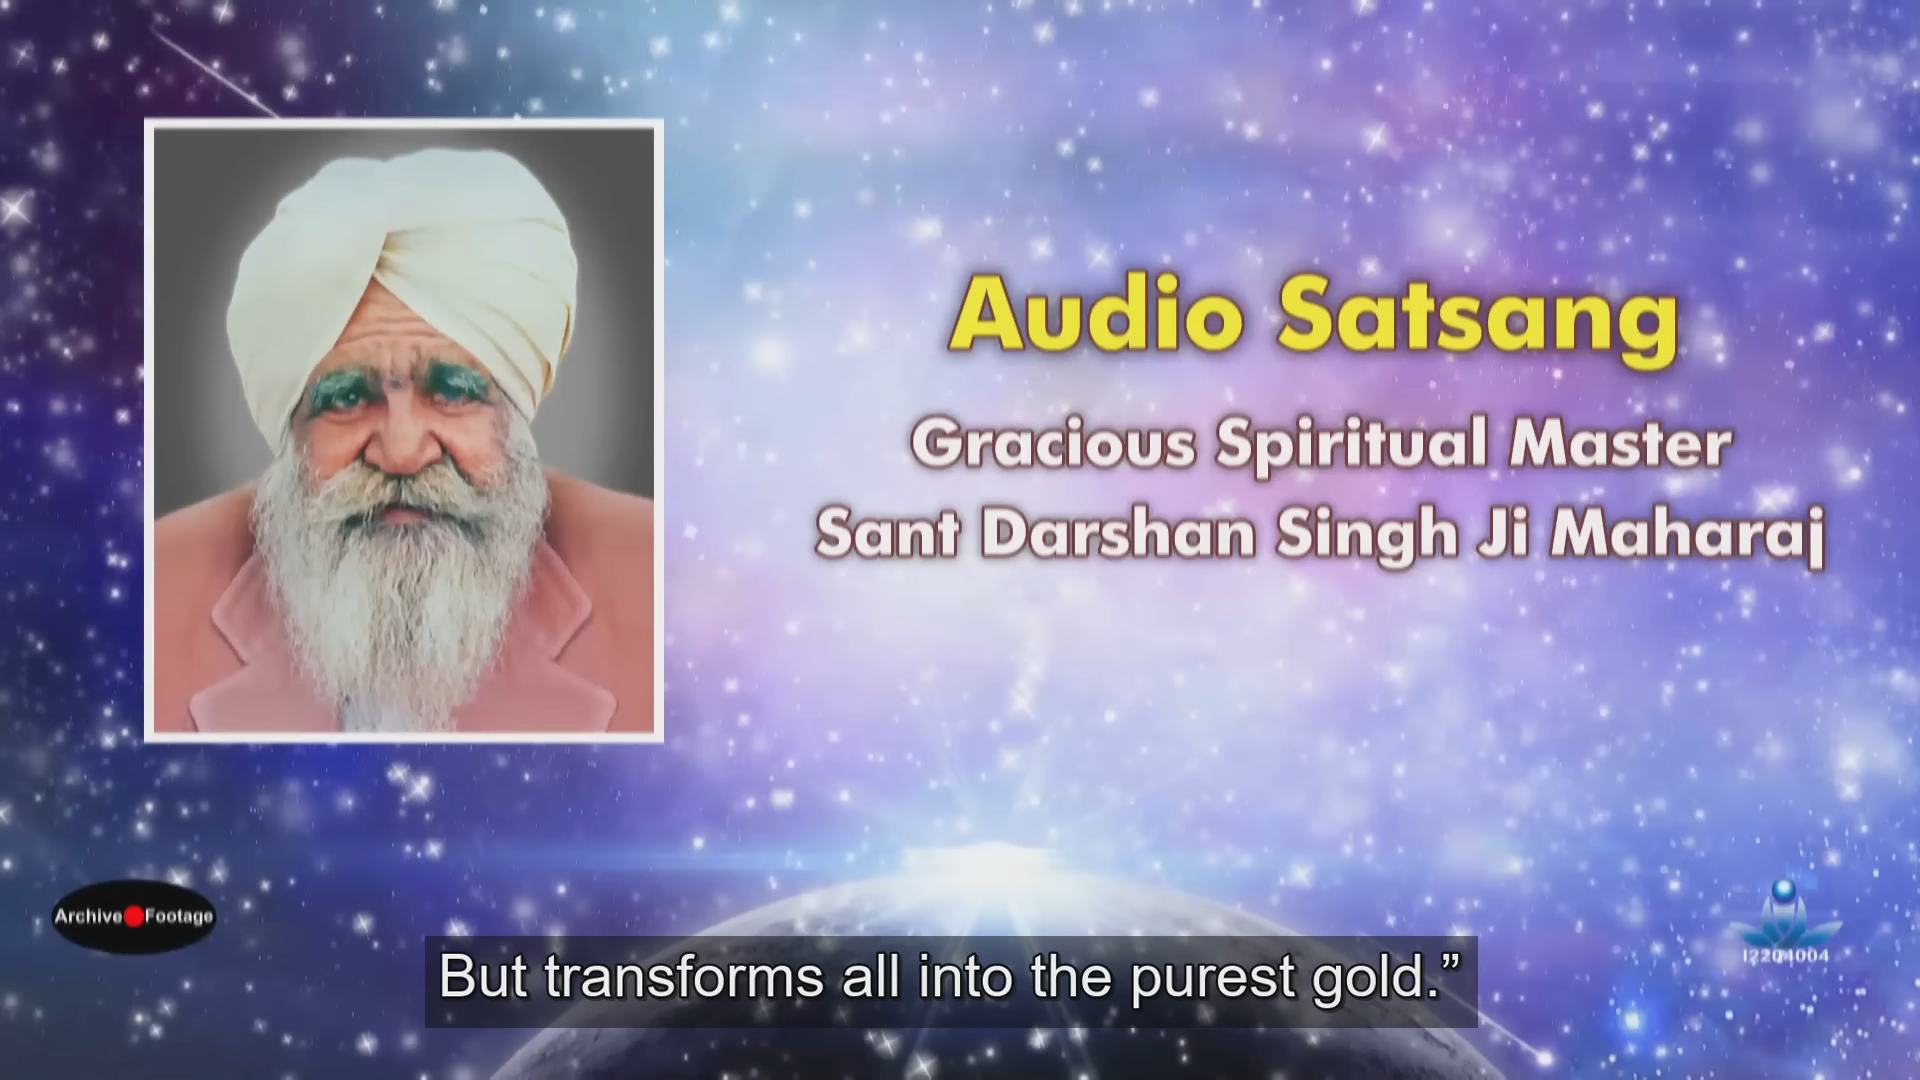 Audio Satsang
Gracious Spiritual Master
Sant Darshan Singh Ji Maharaj
Archive Footage
12204004
But transforms all into the purest gold.”